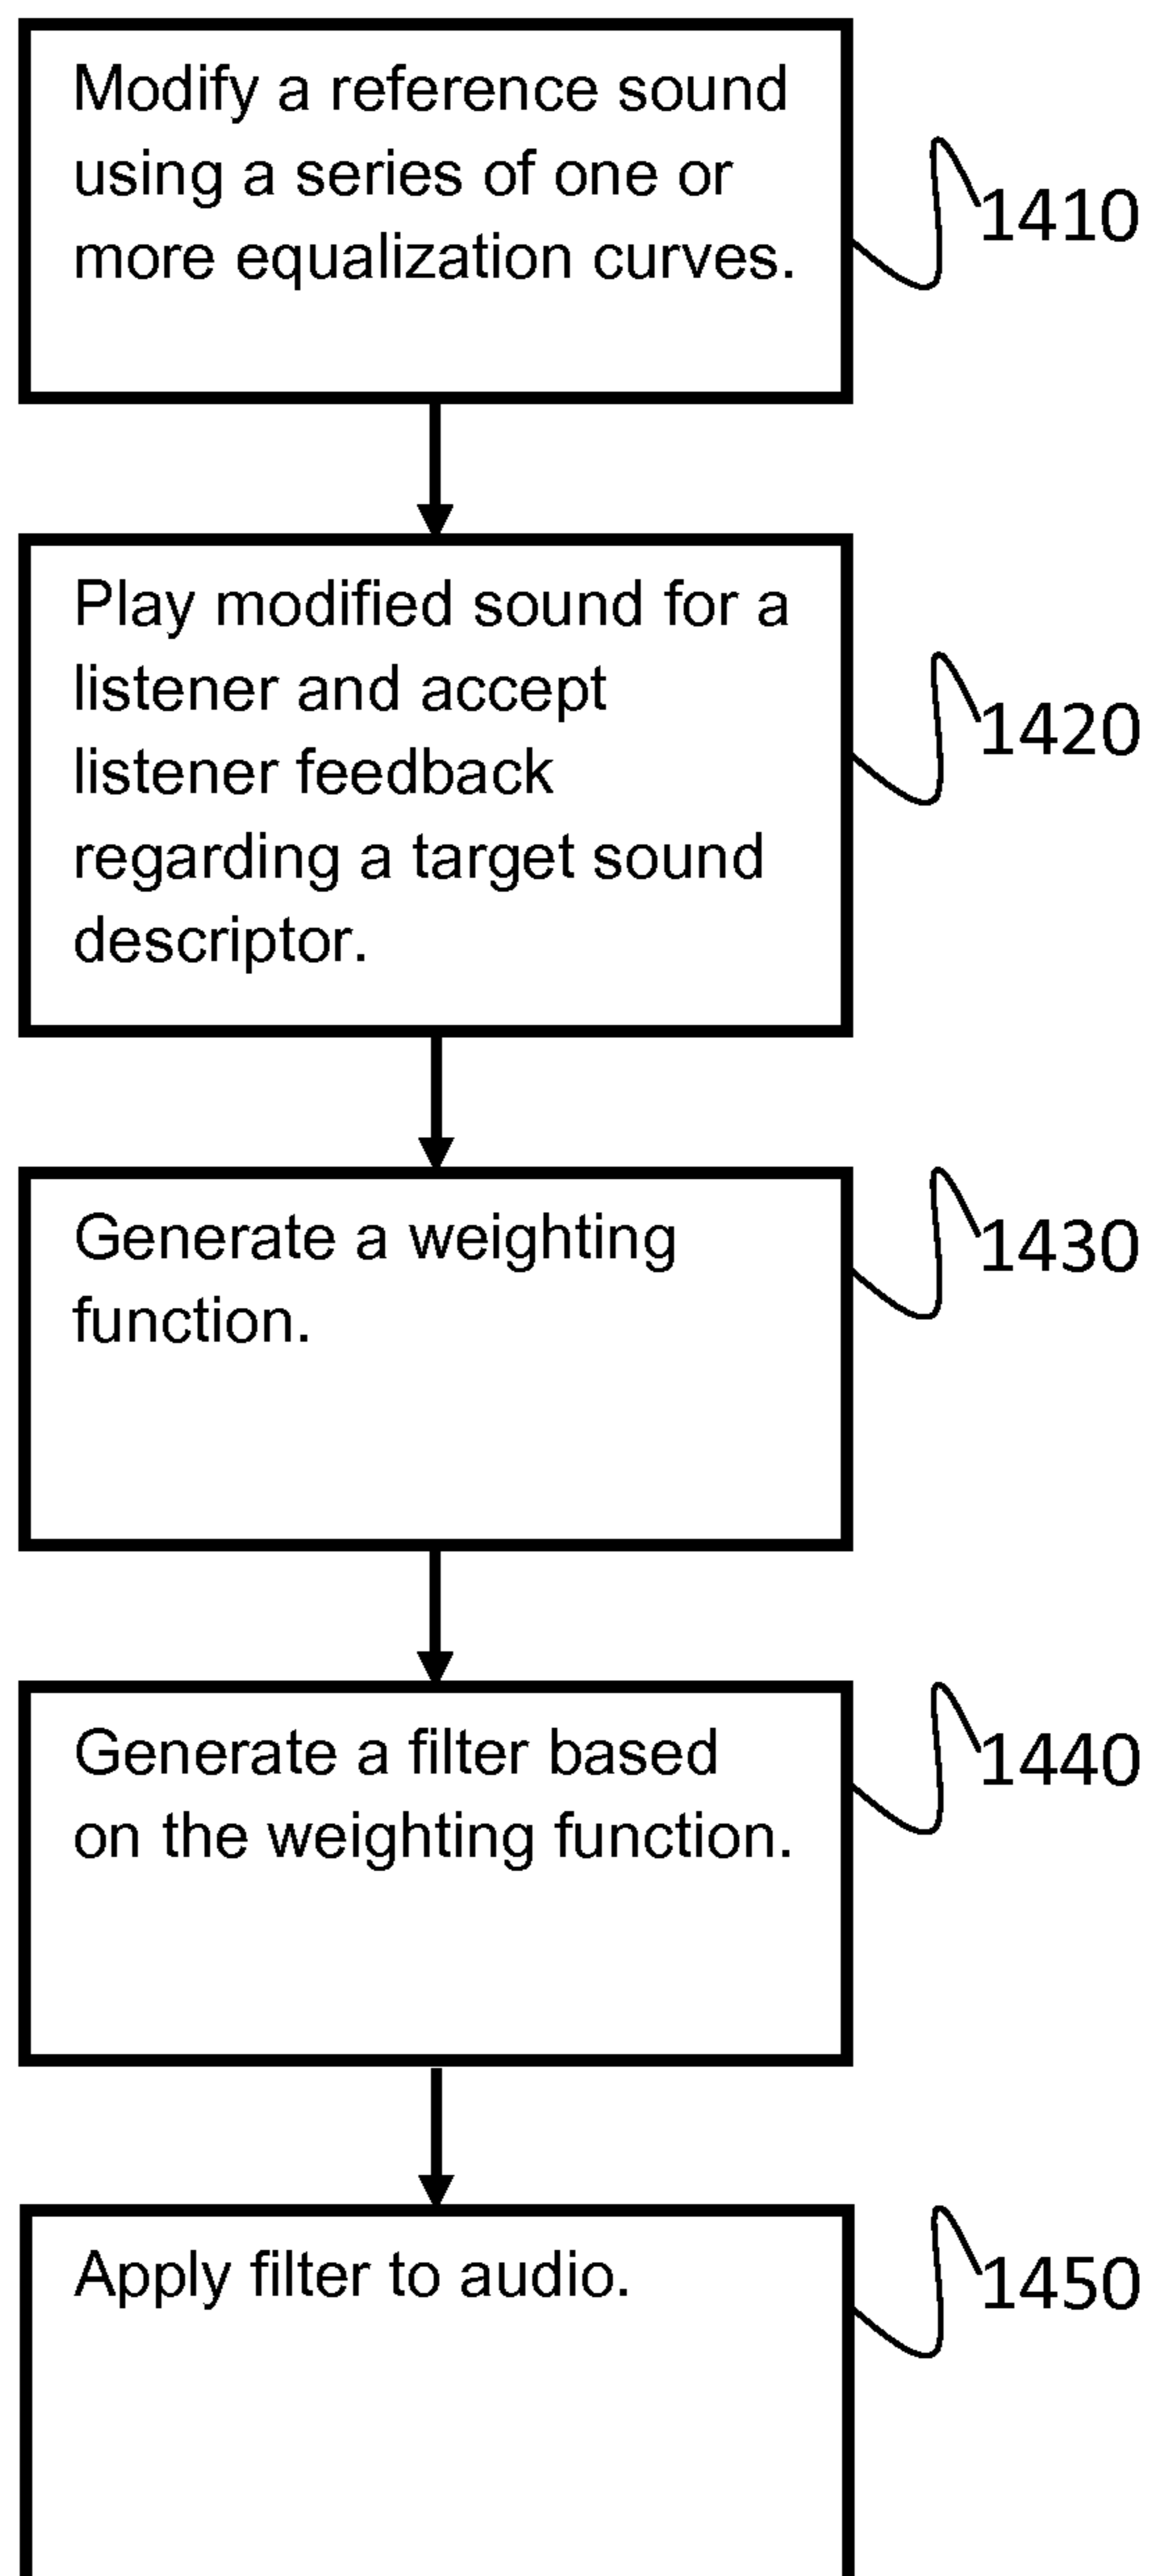 Modify a reference sound
using a series of one or
more equalization curves.
1410
Play modified sound for a
listener and accept
listener feedback
regarding a target sound
descriptor.
1420
Generate a weighting
function.
1430
Generate a filter based
on the weighting function.
1440
Apply filter to audio.
1450